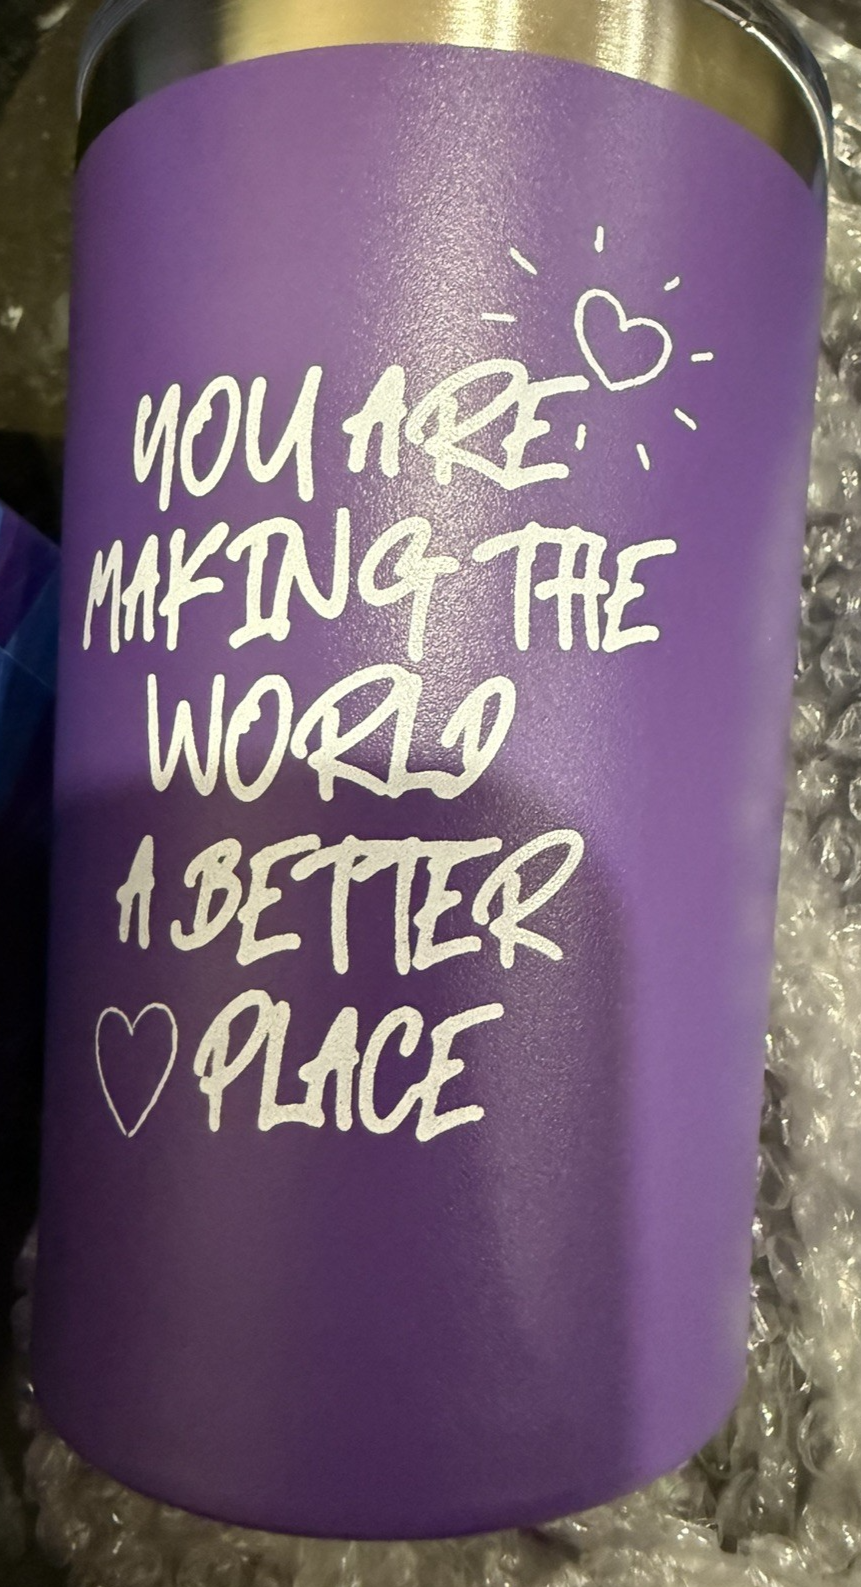 YOU ARE
MAKING THE
WORLD
A BETTER
PLACE